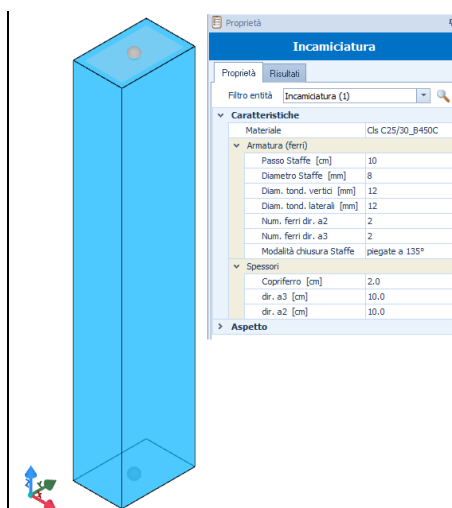 Proprietà
Incamiciatura
Proprietà Risultati
Filtro entità Incamiciatura (1)
Caratteristiche
Materiale Cls C25/30_B450C
Armatura (ferri)
Passo Staffe [cm] 10
Diametro Staffe [mm] 8
Diam. tond. vertici [mm] 12
Diam. tond. laterali [mm] 12
Num. ferri dir. a2 2
Num. ferri dir. a3 2
Modalità chiusura Staffe piegate a 135°
Spessori
Copriferro [cm] 2.0
dir. a3 [cm] 10.0
dir. a2 [cm] 10.0
Aspetto